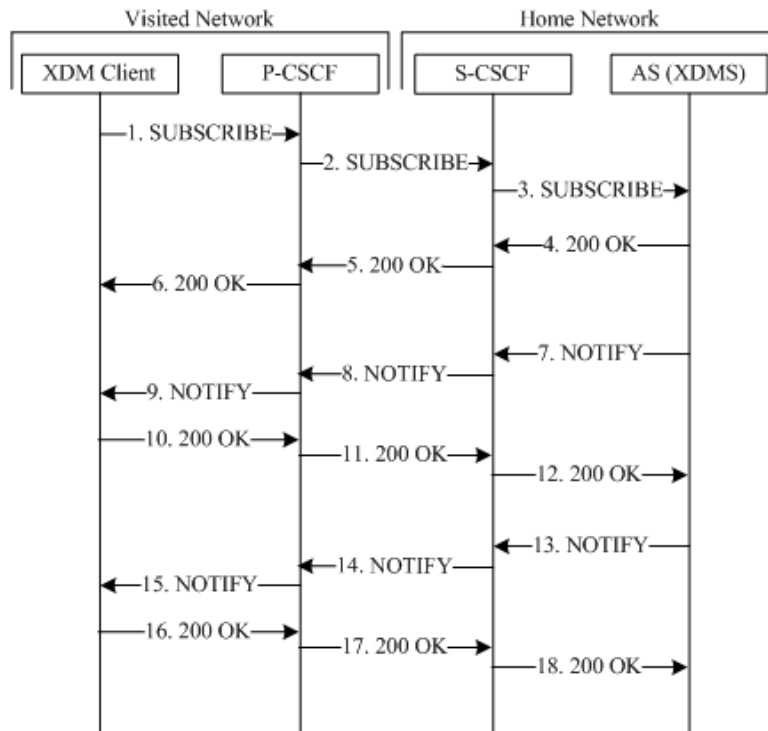 Visited Network
Home Network
XDM Client
P-CSCF
S-CSCF
AS (XDMS)
1. SUBSCRIBE
2. SUBSCRIBE
3. SUBSCRIBE
4. 200 OK
5. 200 OK
6. 200 OK
7. NOTIFY
8. NOTIFY
9. NOTIFY
10. 200 OK
11. 200 OK
12. 200 OK
13. NOTIFY
14. NOTIFY
15. NOTIFY
16. 200 OK
17. 200 OK
18. 200 OK